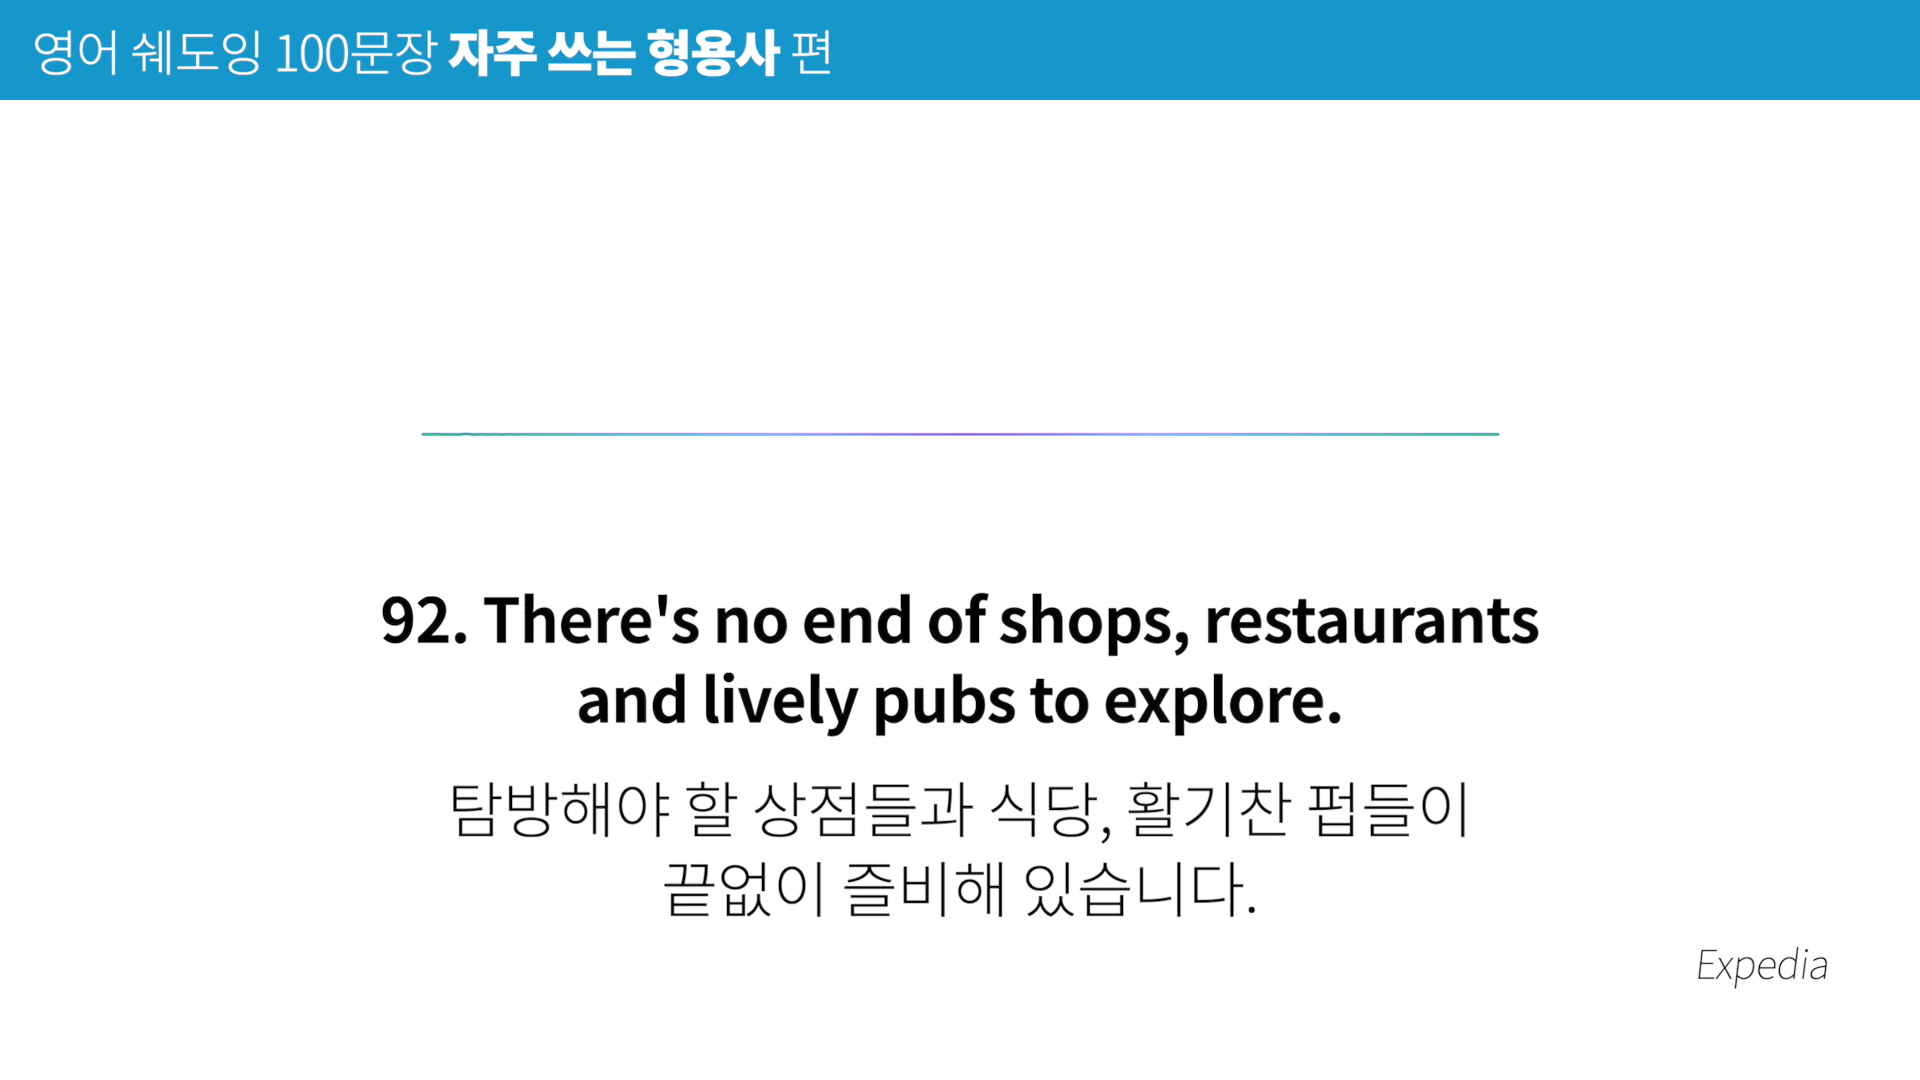 영어 쉐도잉 100문장 자주 쓰는 형용사 편
92. There's no end of shops, restaurants
and lively pubs to explore.
탐방해야 할 상점들과 식당, 활기찬 펍들이
끝없이 즐비해 있습니다.
Expedia